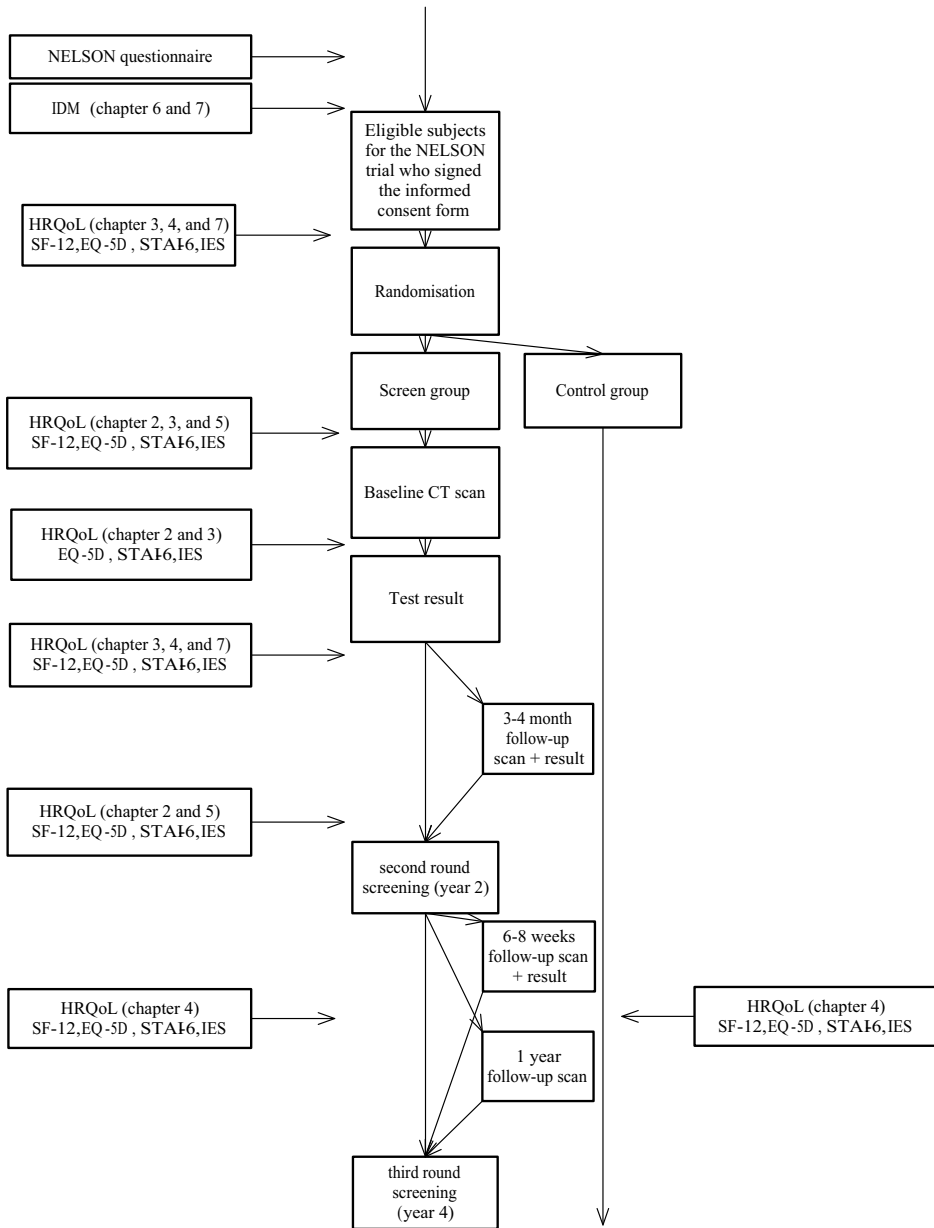 NELSON questionnaire
IDM (chapter 6 and 7)
Eligible subjects
for the NELSON
trial who signed
the informed
consent form
HRQoL (chapter 3, 4, and 7)
SF-12,EQ-5D , STAI-6,IES
Randomisation
Screen group
Control group
HRQoL (chapter 2, 3, and 5)
SF-12,EQ-5D , STAI-6,IES
Baseline CT scan
HRQoL (chapter 2 and 3)
EQ-5D , STAI-6,IES
Test result
HRQoL (chapter 3, 4, and 7)
SF-12,EQ-5D , STAI-6,IES
3-4 month
follow-up
scan + result
HRQoL (chapter 2 and 5)
SF-12,EQ-5D , STAI-6,IES
second round
screening (year 2)
6-8 weeks
follow-up scan
+ result
HRQoL (chapter 4)
SF-12,EQ-5D , STAI-6,IES
HRQoL (chapter 4)
SF-12,EQ-5D , STAI-6,IES
1 year
follow-up scan
third round
screening
(year 4)